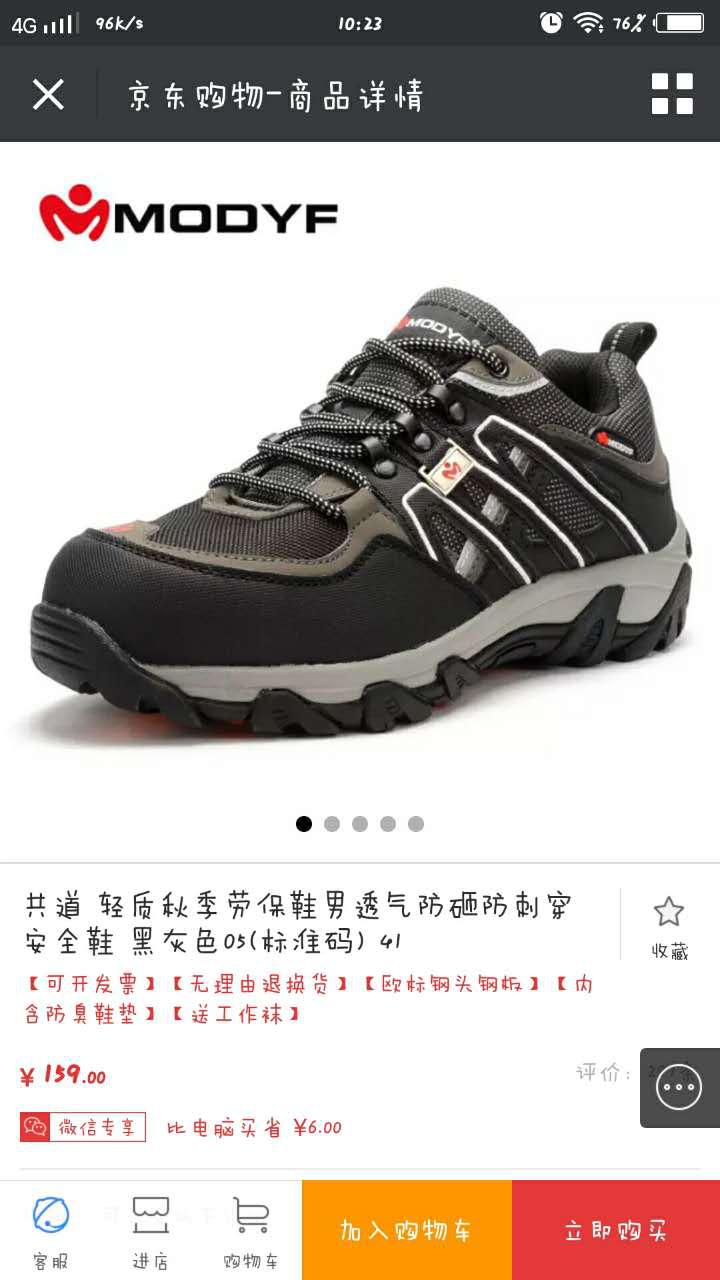 4G 96K/s 10:23 76%
京东购物-商品详情
MODYF
MODYF
MODYF
共道 轻质秋季劳保鞋男透气防砸防刺穿
安全鞋 黑灰色05(标准码) 41
收藏
【可开发票】【无理由退换货】【欧标钢头钢板】【内
含防臭鞋垫】【送工作袜】
¥159.00
评价:
微信专享 比电脑买省 ¥6.00
客服 进店 购物车 加入购物车 立即购买